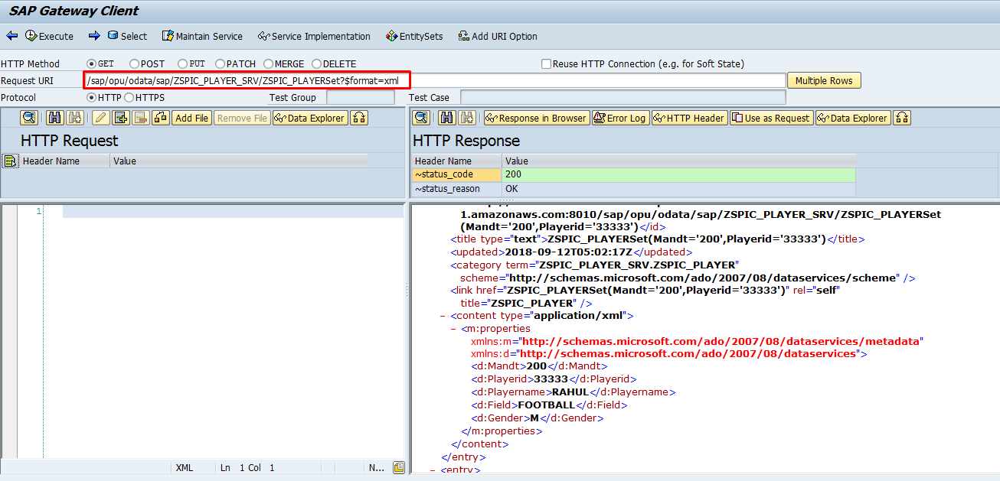 SAP Gateway Client
Execute Select Maintain Service Service Implementation EntitySets Add URI Option
HTTP Method GET POST PUT PATCH MERGE DELETE Reuse HTTP Connection (e.g. for Soft State)
Request URI /sap/opu/odata/sap/ZSPIC_PLAYER_SRV/ZSPIC_PLAYERSet?$format=xml Multiple Rows
Protocol HTTP HTTPS Test Group Test Case
Add File Remove File Data Explorer
HTTP Request
Header Name Value
1
XML Ln 1 Col 1 N...
Response in Browser Error Log HTTP Header Use as Request Data Explorer
HTTP Response
Header Name Value
~status_code 200
~status_reason OK
1.amazonaws.com:8010/sap/opu/odata/sap/ZSPIC_PLAYER_SRV/ZSPIC_PLAYERSet
(Mandt='200',Playerid='33333')</id>
<title type="text">ZSPIC_PLAYERSet(Mandt='200',Playerid='33333')</title>
<updated>2018-09-12T05:02:17Z</updated>
<category term="ZSPIC_PLAYER_SRV.ZSPIC_PLAYER"
scheme="http://schemas.microsoft.com/ado/2007/08/dataservices/scheme" />
<link href="ZSPIC_PLAYERSet(Mandt='200',Playerid='33333')" rel="self"
title="ZSPIC_PLAYER" />
- <content type="application/xml">
- <m:properties
xmlns:m="http://schemas.microsoft.com/ado/2007/08/dataservices/metadata"
xmlns:d="http://schemas.microsoft.com/ado/2007/08/dataservices">
<d:Mandt>200</d:Mandt>
<d:Playerid>33333</d:Playerid>
<d:Playername>RAHUL</d:Playername>
<d:Field>FOOTBALL</d:Field>
<d:Gender>M</d:Gender>
</m:properties>
</content>
</entry>
- <entry>